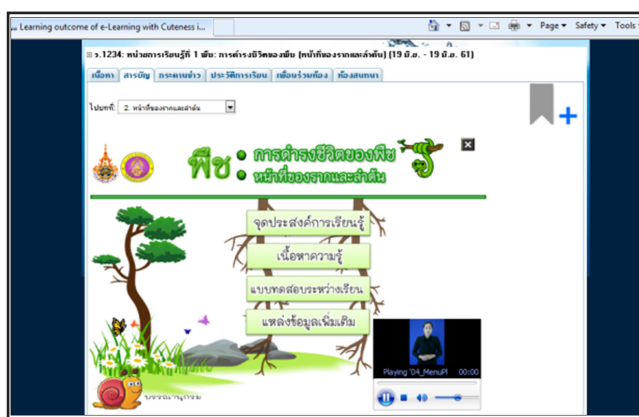 Learning outcome of e-Learning with Cuteness i...
Page Safety Tools
ว.1234: หน่วยการเรียนรู้ที่ 1 พืช: การดำรงชีวิตของพืช (หน้าที่ของรากและลำต้น) (19 มิ.ย. - 19 มิ.ย. 61)
เนื้อหา สารบัญ กระดานข่าว ประวัติการเรียน เพื่อนร่วมห้อง ห้องสนทนา
ไปบทที่: 2. หน้าที่ของรากและลำต้น
พืช
การดำรงชีวิตของพืช
หน้าที่ของรากและลำต้น
จุดประสงค์การเรียนรู้
เนื้อหาความรู้
แบบทดสอบระหว่างเรียน
แหล่งข้อมูลเพิ่มเติม
Playing '04_MenuPl 00:00
บรรณานุกรม